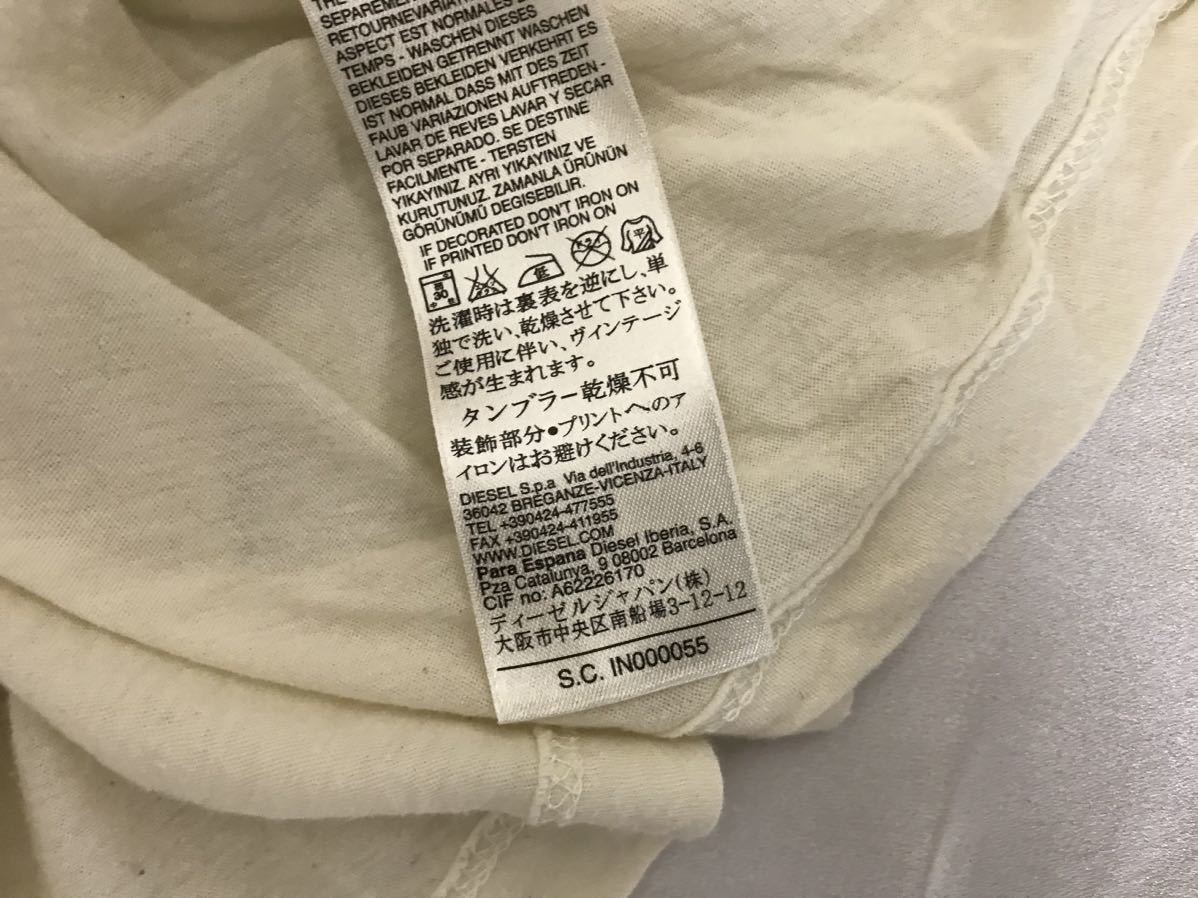 SEPAREMEN
RETOURNEVARIATI
ASPECT EST NORMALES
TEMPS - WASCHEN DIESES
BEKLEIDEN GETRENNT WASCHEN
DIESES BEKLEIDEN VERKEHRT ES
IST NORMAL DASS MIT DES ZEIT
FAUB VARIAZIONEN AUFTREDEN -
LAVAR DE REVES LAVAR Y SECAR
POR SEPARADO. SE DESTINE
FACILMENTE - TERSTEN
YIKAYINIZ. AYRI YIKAYINIZ VE
KURUTUNUZ. ZAMANLA ÜRÜNÜN
GÖRÜNÜMÜ DEGISEBILIR.
IF DECORATED DON'T IRON ON
IF PRINTED DON'T IRON ON
30 低 平
洗濯時は裏表を逆にし、単
独で洗い、乾燥させて下さい。
ご使用に伴い、ヴィンテージ
感が生まれます。
タンブラー乾燥不可
装飾部分●プリントへのア
イロンはお避けください。
DIESEL S.p.a Via dell'Industria, 4-6
36042 BREGANZE-VICENZA-ITALY
TEL +390424-477555
FAX +390424-411955
WWW.DIESEL.COM
Para Espana Diesel Iberia, S.A.
Pza Catalunya, 9 08002 Barcelona
CIF no: A62226170
ディーゼルジャパン(株)
大阪市中央区南船場3-12-12
S.C. IN000055